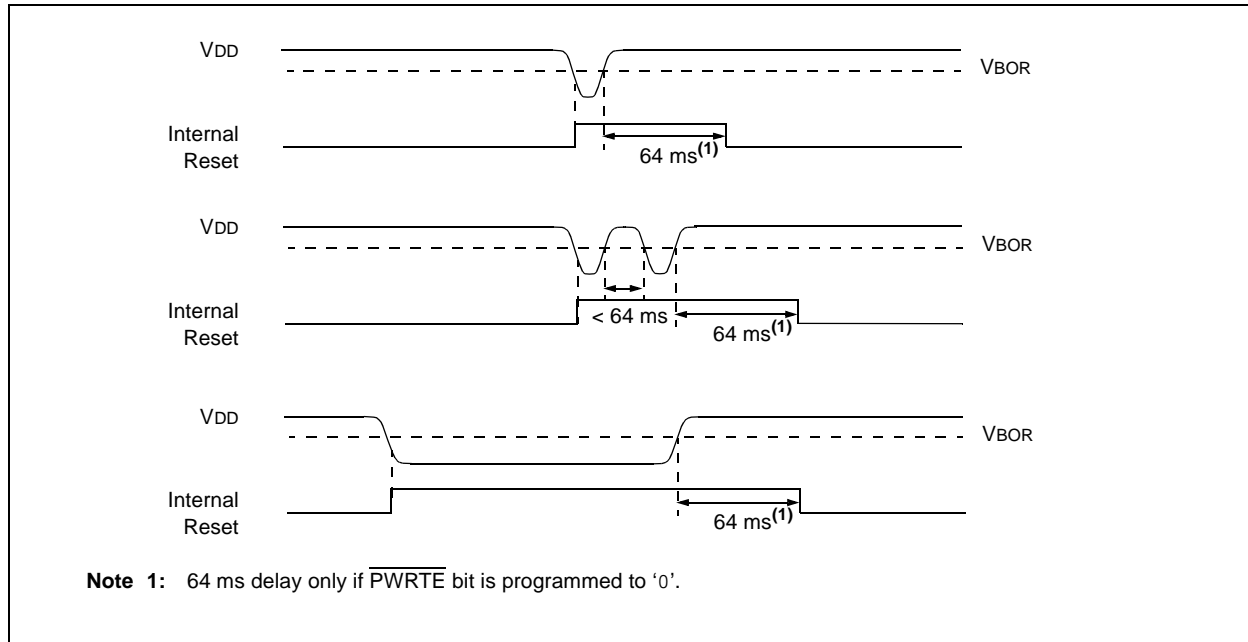 VDD
VBOR
Internal
Reset
64 ms(1)
VDD
VBOR
Internal
Reset
< 64 ms
64 ms(1)
VDD
VBOR
Internal
Reset
64 ms(1)
Note 1: 64 ms delay only if PWRTE bit is programmed to ‘0’.